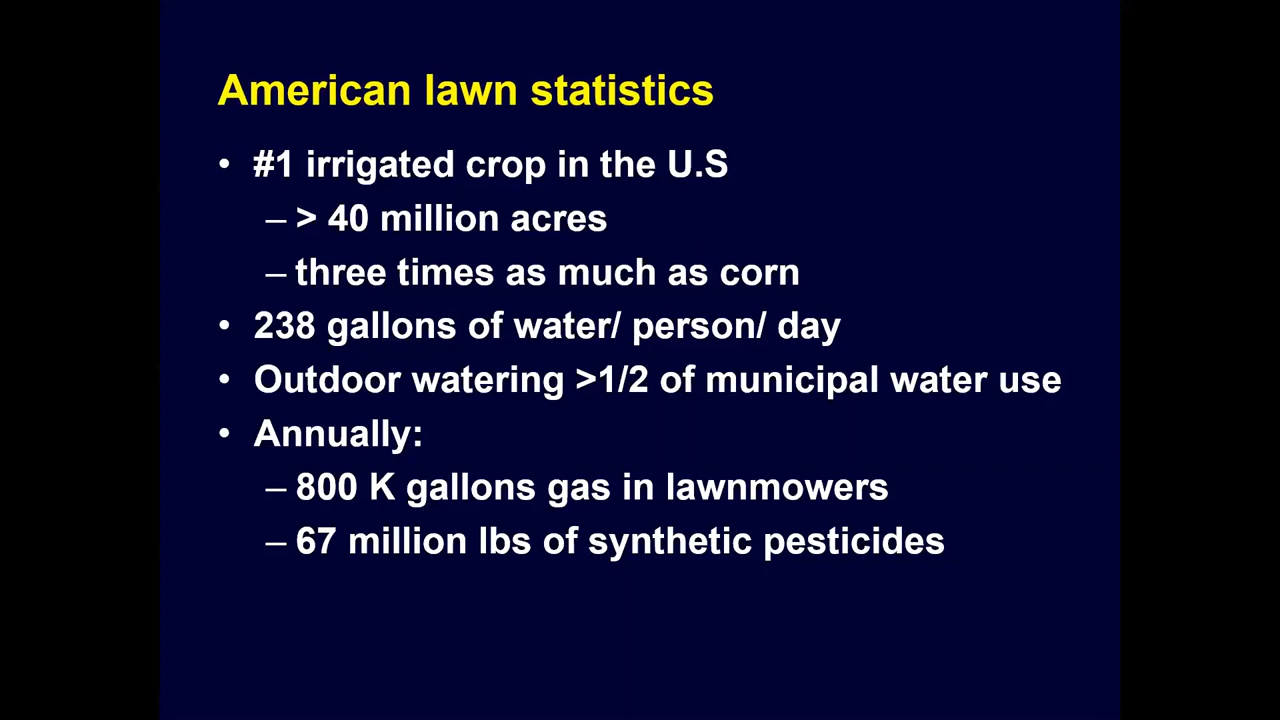 American lawn statistics
• #1 irrigated crop in the U.S
– > 40 million acres
– three times as much as corn
• 238 gallons of water/ person/ day
• Outdoor watering >1/2 of municipal water use
• Annually:
– 800 K gallons gas in lawnmowers
– 67 million lbs of synthetic pesticides